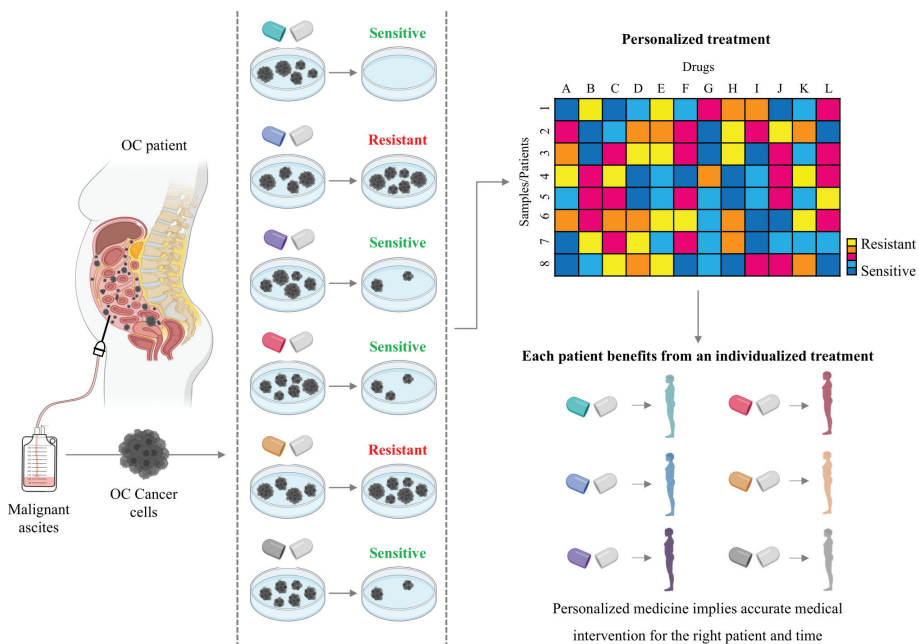 OC patient
Malignant
ascites
OC Cancer
cells
Sensitive
Resistant
Sensitive
Sensitive
Resistant
Sensitive
Personalized treatment
Drugs
A B C D E F G H I J K L
Samples/Patients
1
2
3
4
5
6
7
8
Resistant
Sensitive
Each patient benefits from an individualized treatment
Personalized medicine implies accurate medical
intervention for the right patient and time